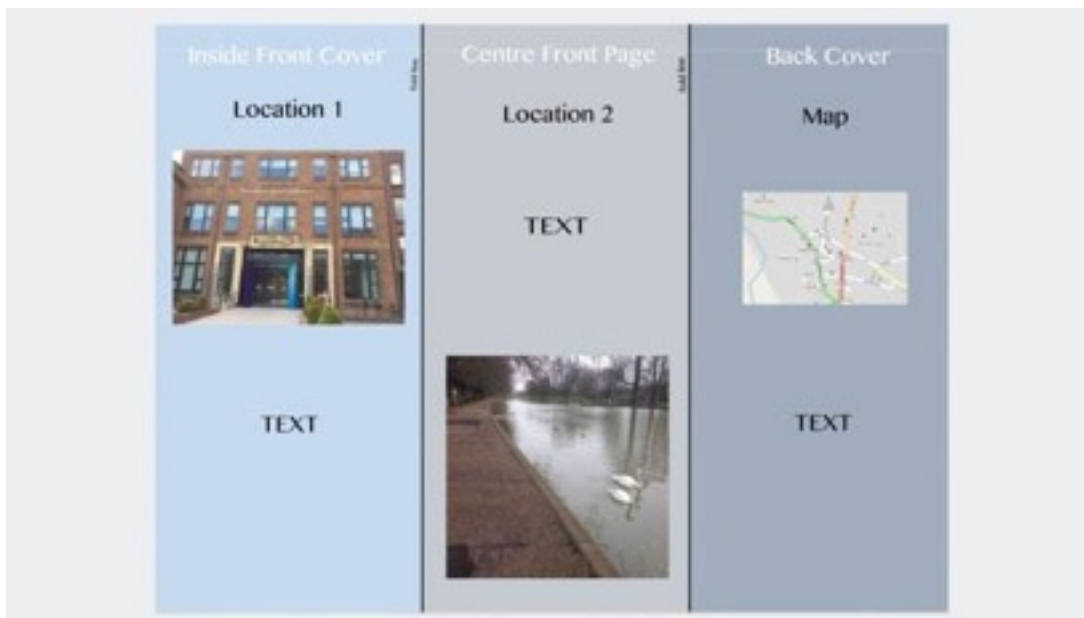 Inside Front Cover
Location 1
TEXT
Centre Front Page
Location 2
TEXT
Back Cover
Map
TEXT